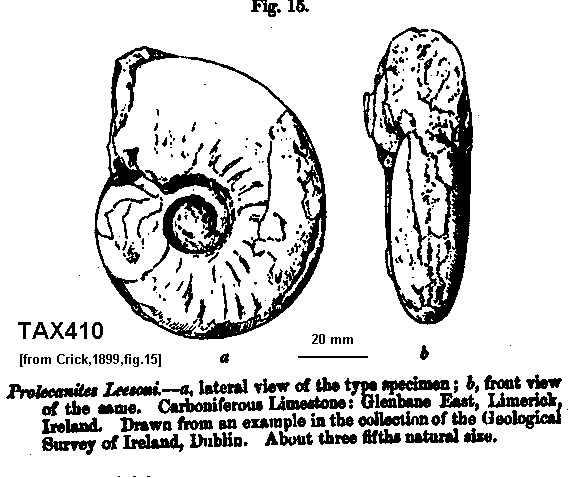 Fig. 15.
TAX410
20 mm
[from Crick,1899,fig.15]
a
b
Prolecanites Leesoni.—a, lateral view of the type specimen; b, front view
of the same. Carboniferous Limestone: Glenbane East, Limerick,
Ireland. Drawn from an example in the collection of the Geological
Survey of Ireland, Dublin. About three fifths natural size.